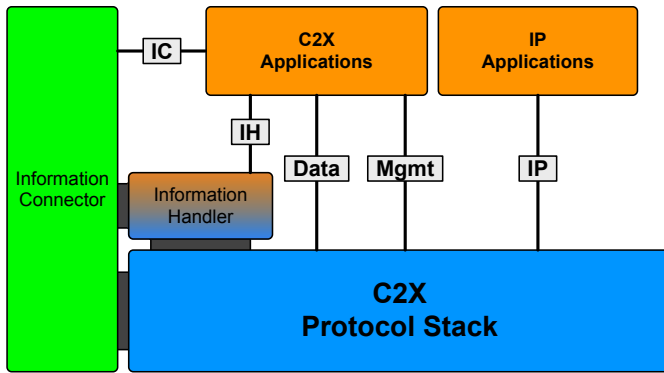 IC
C2X
Applications
IP
Applications
IH
Data
Mgmt
IP
Information
Connector
Information
Handler
C2X
Protocol Stack